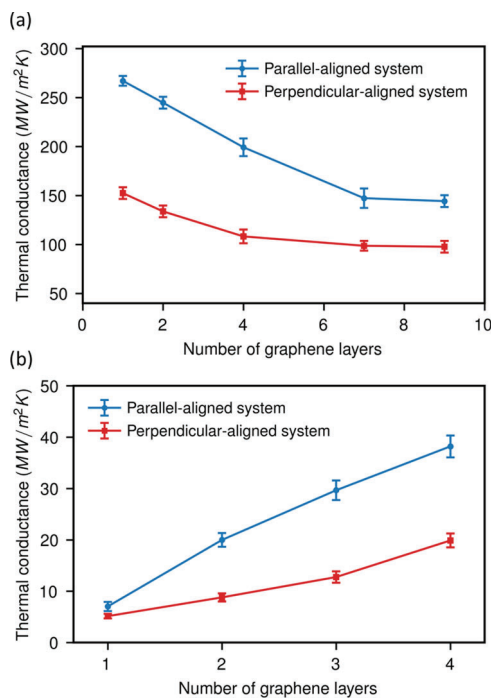 (a)
300
250
200
150
100
50
Thermal conductance (MW/m²K)
Parallel-aligned system
Perpendicular-aligned system
0 2 4 6 8 10
Number of graphene layers
(b)
50
40
30
20
10
0
Thermal conductance (MW/m²K)
Parallel-aligned system
Perpendicular-aligned system
1 2 3 4
Number of graphene layers